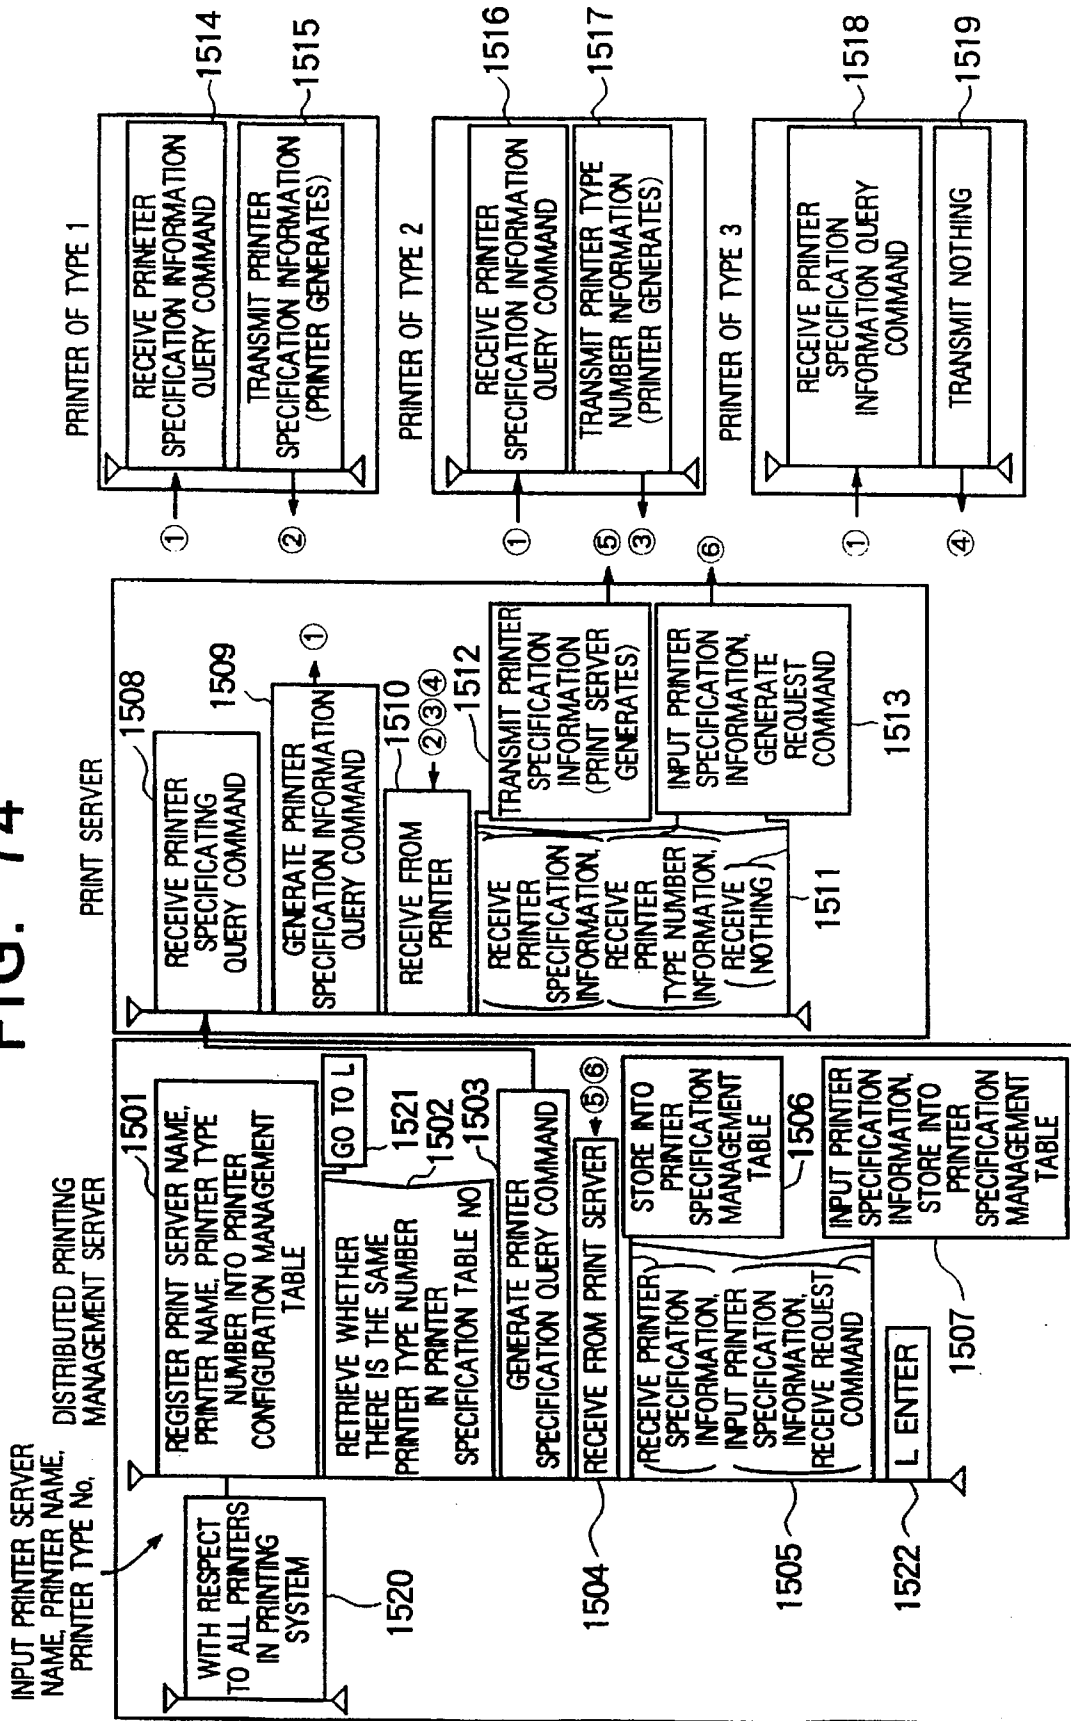 FIG. 74
INPUT PRINTER SERVER
NAME, PRINTER NAME,
PRINTER TYPE No.
DISTRIBUTED PRINTING
MANAGEMENT SERVER
WITH RESPECT
TO ALL PRINTERS
IN PRINTING
SYSTEM
1520
1501
REGISTER PRINT SERVER NAME,
PRINTER NAME, PRINTER TYPE
NUMBER INTO PRINTER
CONFIGURATION MANAGEMENT
TABLE
GO TO L
1521
RETRIEVE WHETHER
THERE IS THE SAME
PRINTER TYPE NUMBER
IN PRINTER
SPECIFICATION TABLE NO
1502
1503
GENERATE PRINTER
SPECIFICATION QUERY COMMAND
RECEIVE FROM PRINT SERVER
⑤⑥
1504
RECEIVE PRINTER
SPECIFICATION
INFORMATION,
INPUT PRINTER
SPECIFICATION
INFORMATION,
RECEIVE REQUEST
COMMAND
1505
STORE INTO
PRINTER
SPECIFICATION
MANAGEMENT
TABLE
1506
INPUT PRINTER
SPECIFICATION
INFORMATION,
STORE INTO
PRINTER
SPECIFICATION
MANAGEMENT
TABLE
1507
L ENTER
1522
PRINT SERVER
1508
RECEIVE PRINTER
SPECIFICATING
QUERY COMMAND
1509
GENERATE PRINTER
SPECIFICATION INFORMATION
QUERY COMMAND
①
1510
RECEIVE FROM
PRINTER
②③④
RECEIVE
PRINTER
SPECIFICATION
INFORMATION,
RECEIVE
PRINTER
TYPE NUMBER
INFORMATION,
(RECEIVE
NOTHING)
1511
1512
TRANSMIT PRINTER
SPECIFICATION
INFORMATION
(PRINT SERVER
GENERATES)
⑤
INPUT PRINTER
SPECIFICATION
INFORMATION,
GENERATE
REQUEST
COMMAND
⑥
1513
PRINTER OF TYPE 1
RECEIVE PRINETER
SPECIFICATION INFORMATION
QUERY COMMAND
①
1514
TRANSMIT PRINTER
SPECIFICATION INFORMATION
(PRINTER GENERATES)
②
1515
PRINTER OF TYPE 2
RECEIVE PRINTER
SPECIFICATION INFORMATION
QUERY COMMAND
①
1516
TRANSMIT PRINTER TYPE
NUMBER INFORMATION
(PRINTER GENERATES)
③
1517
PRINTER OF TYPE 3
RECEIVE PRINTER
SPECIFICATION
INFORMATION QUERY
COMMAND
①
1518
TRANSMIT NOTHING
④
1519